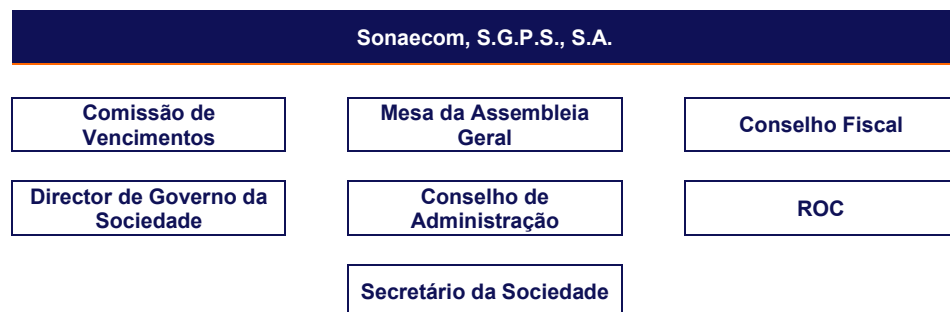 Sonaecom, S.G.P.S., S.A.
Comissão de
Vencimentos
Mesa da Assembleia
Geral
Conselho Fiscal
Director de Governo da
Sociedade
Conselho de
Administração
ROC
Secretário da Sociedade